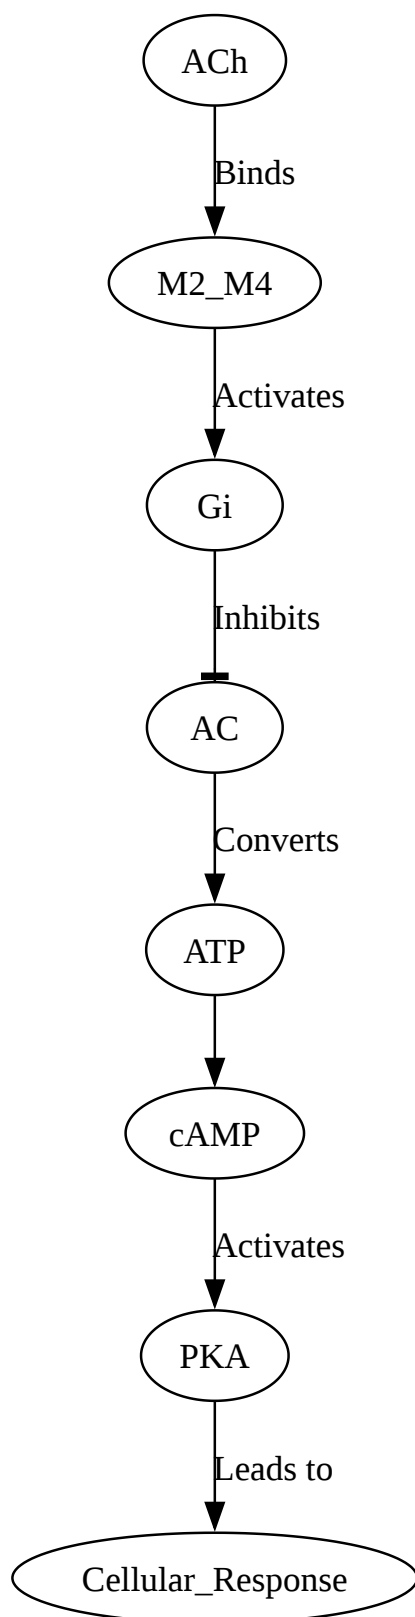 ACh
Binds
M2_M4
Activates
Gi
Inhibits
AC
Converts
ATP
cAMP
Activates
PKA
Leads to
Cellular_Response